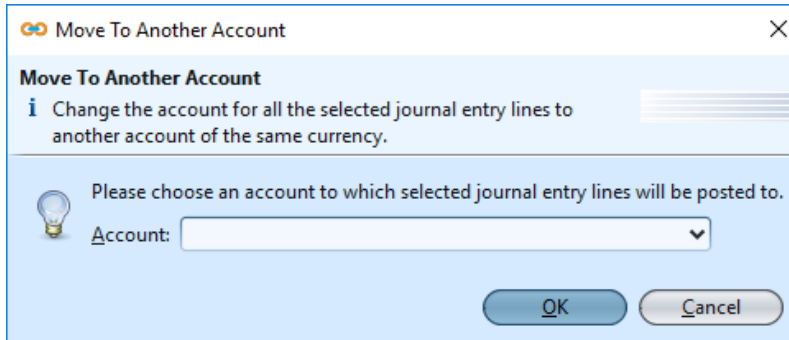 Move To Another Account
Move To Another Account
Change the account for all the selected journal entry lines to
another account of the same currency.
Please choose an account to which selected journal entry lines will be posted to.
Account:
OK
Cancel